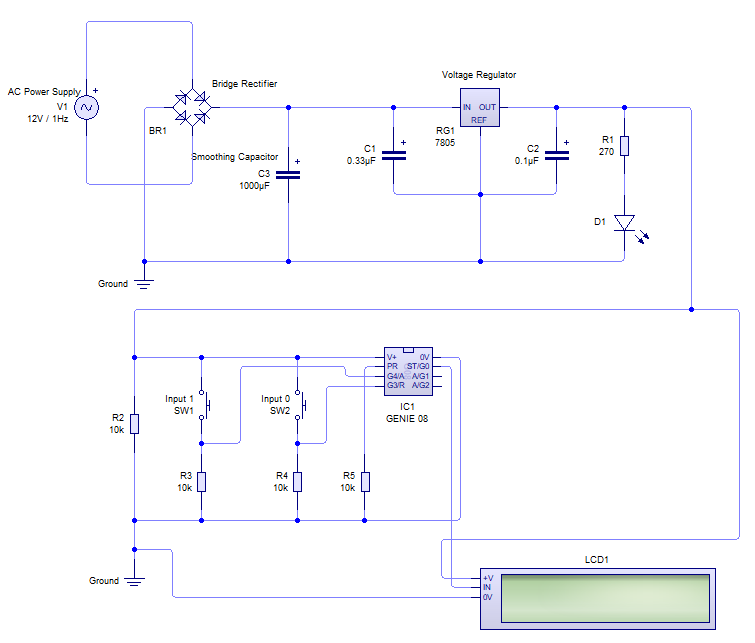 Voltage Regulator
Bridge Rectifier
AC Power Supply
+
V1
12V / 1Hz
BR1
IN OUT
REF
RG1
7805
Smoothing Capacitor
+
C3
1000µF
C1
0.33µF
+
C2
0.1µF
+
R1
270
D1
Ground
V+ 0V
PR ST/G0
G4/A A/G1
G3/R A/G2
IC1
GENIE 08
Input 1
SW1
Input 0
SW2
R2
10k
R3
10k
R4
10k
R5
10k
Ground
LCD1
+V
IN
0V